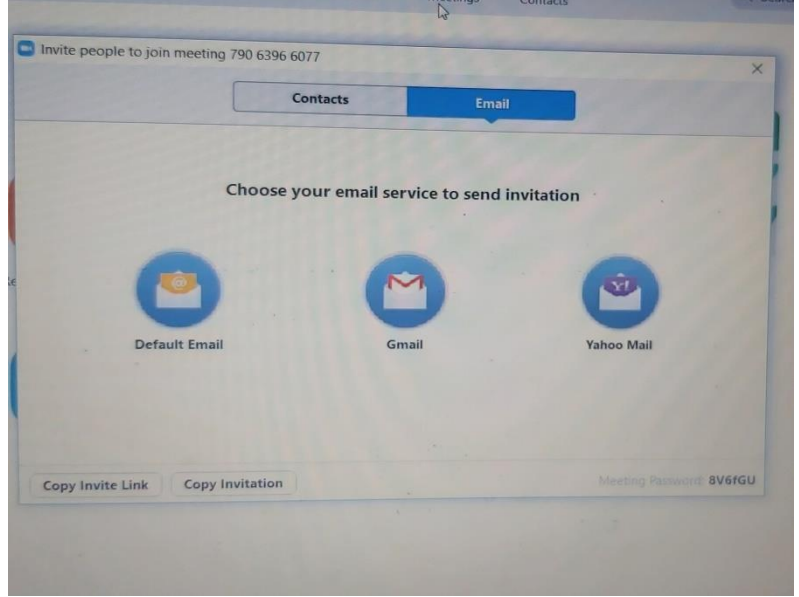 Contacts
Invite people to join meeting 790 6396 6077
Contacts
Email
Choose your email service to send invitation
Default Email
Gmail
Yahoo Mail
Copy Invite Link
Copy Invitation
Meeting Password: 8V6fGU